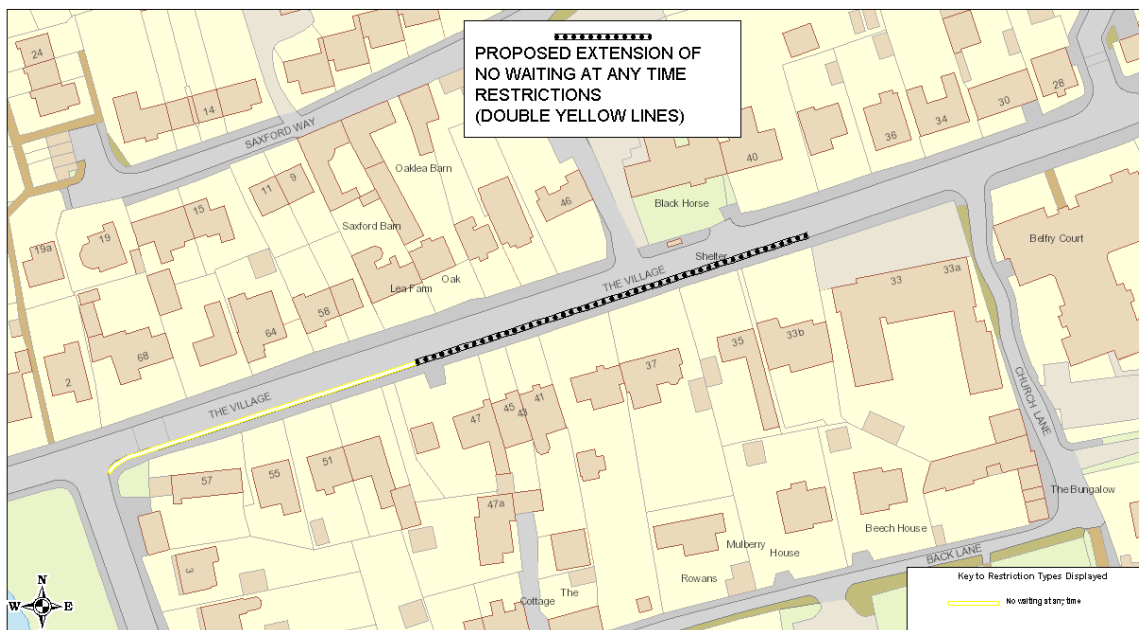 PROPOSED EXTENSION OF
NO WAITING AT ANY TIME
RESTRICTIONS
(DOUBLE YELLOW LINES)
24
14
SAXFORD WAY
Oaklea Barn
11
9
Saxford Barn
15
19
19a
46
40
Black Horse
36
34
30
28
Belfry Court
Shelter
THE VILLAGE
Lea Farm
Oak
58
64
68
2
THE VILLAGE
33
33a
33b
35
37
41
43
45
47
51
55
57
3
47a
CHURCH LANE
The Bungalow
Beech House
Mulberry
House
Rowans
The
Cottage
BACK LANE
N
W
E
S
Key to Restriction Types Displayed
No waiting at any time